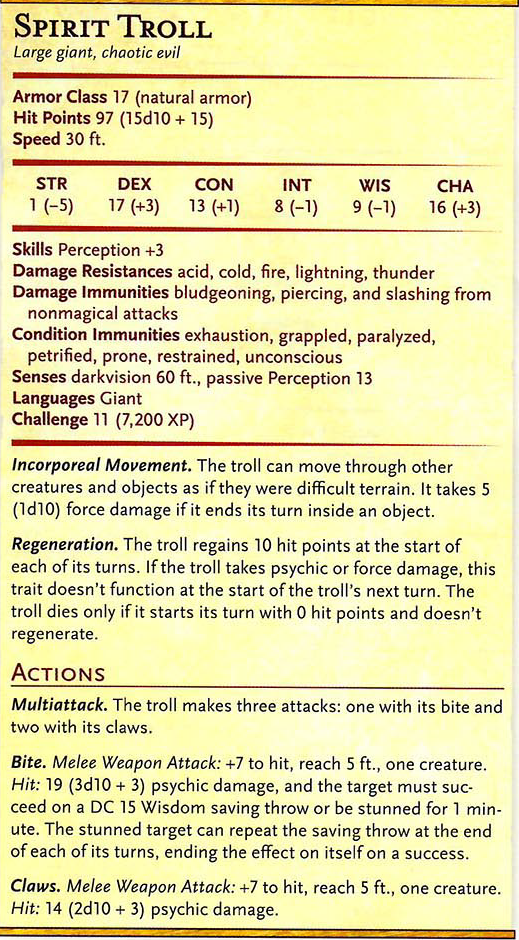 SPIRIT TROLL
Large giant, chaotic evil
Armor Class 17 (natural armor)
Hit Points 97 (15d10 + 15)
Speed 30 ft.
STR DEX CON INT WIS CHA
1 (–5) 17 (+3) 13 (+1) 8 (–1) 9 (–1) 16 (+3)
Skills Perception +3
Damage Resistances acid, cold, fire, lightning, thunder
Damage Immunities bludgeoning, piercing, and slashing from
nonmagical attacks
Condition Immunities exhaustion, grappled, paralyzed,
petrified, prone, restrained, unconscious
Senses darkvision 60 ft., passive Perception 13
Languages Giant
Challenge 11 (7,200 XP)
Incorporeal Movement. The troll can move through other
creatures and objects as if they were difficult terrain. It takes 5
(1d10) force damage if it ends its turn inside an object.
Regeneration. The troll regains 10 hit points at the start of
each of its turns. If the troll takes psychic or force damage, this
trait doesn't function at the start of the troll's next turn. The
troll dies only if it starts its turn with 0 hit points and doesn't
regenerate.
ACTIONS
Multiattack. The troll makes three attacks: one with its bite and
two with its claws.
Bite. Melee Weapon Attack: +7 to hit, reach 5 ft., one creature.
Hit: 19 (3d10 + 3) psychic damage, and the target must suc-
ceed on a DC 15 Wisdom saving throw or be stunned for 1 min-
ute. The stunned target can repeat the saving throw at the end
of each of its turns, ending the effect on itself on a success.
Claws. Melee Weapon Attack: +7 to hit, reach 5 ft., one creature.
Hit: 14 (2d10 + 3) psychic damage.